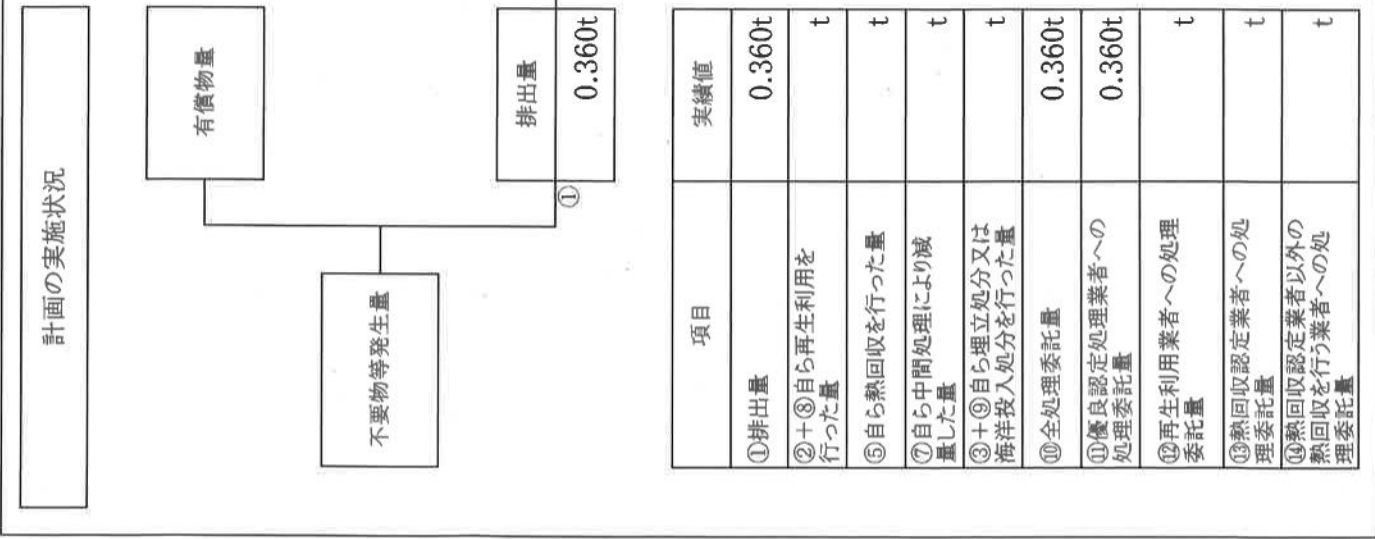 計画の実施状況
有償物量
不要物等発生量
排出量
①
0.360t
項目
実績値
①排出量
0.360t
②+⑧自ら再生利用を
行った量
t
⑤自ら熱回収を行った量
t
⑦自ら中間処理により減
量した量
t
③+⑨自ら埋立処分又は
海洋投入処分を行った量
t
⑩全処理委託量
0.360t
⑪優良認定処理業者への
処理委託量
0.360t
⑫再生利用業者への処理
委託量
t
⑬熱回収認定業者への処
理委託量
t
⑭熱回収認定業者以外の
熱回収を行う業者への処
理委託量
t